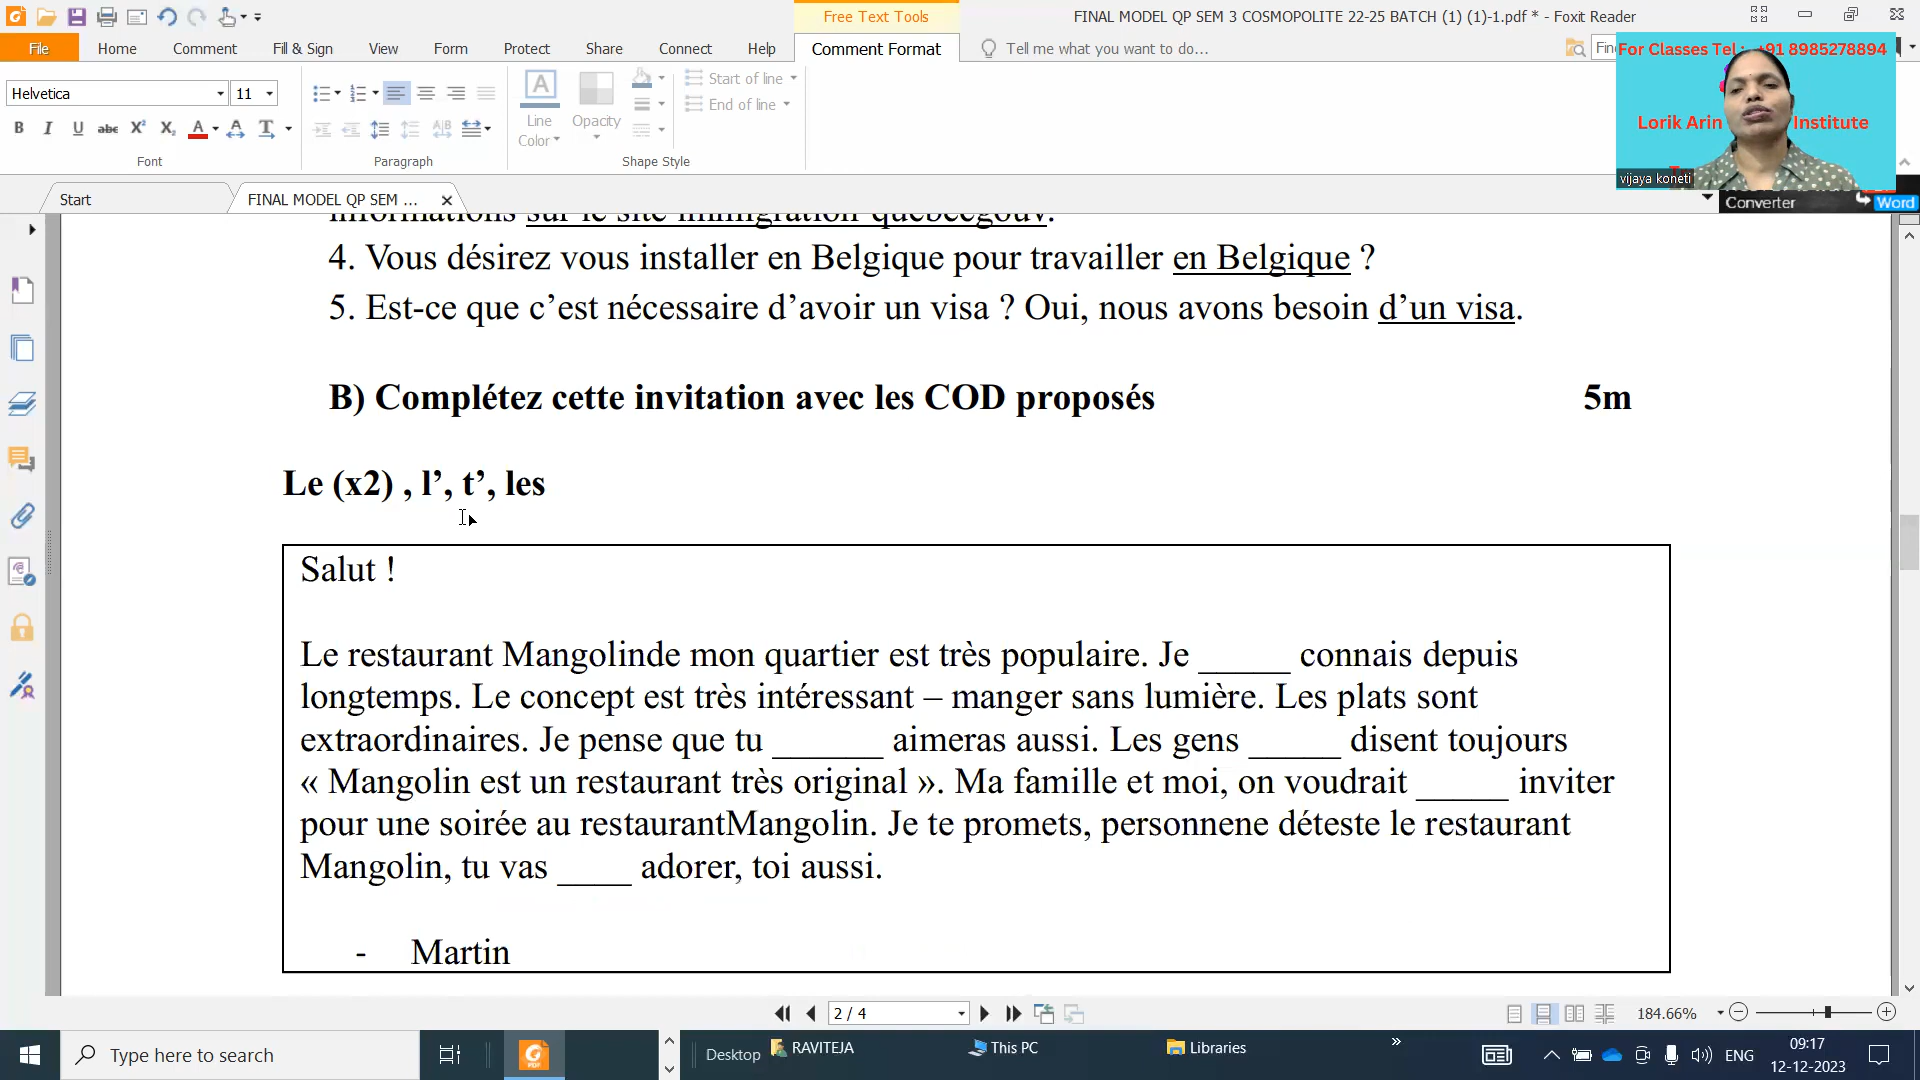 Free Text Tools
FINAL MODEL QP SEM 3 COSMOPOLITE 22-25 BATCH (1) (1)-1.pdf * - Foxit Reader
File Home Comment Fill & Sign View Form Protect Share Connect Help Comment Format Tell me what you want to do...
For Classes Tel : +91 8985278894
Helvetica 11
Start of line
End of line
Line Color
Opacity
Font Paragraph Shape Style
Lorik Arin Institute
vijaya koneti
Converter Word
Start FINAL MODEL QP SEM ...
informations sur le site immigration-quebecgouv.
4. Vous désirez vous installer en Belgique pour travailler en Belgique ?
5. Est-ce que c’est nécessaire d’avoir un visa ? Oui, nous avons besoin d’un visa.
B) Complétez cette invitation avec les COD proposés 5m
Le (x2) , l’, t’, les
Salut !
Le restaurant Mangolinde mon quartier est très populaire. Je _____ connais depuis
longtemps. Le concept est très intéressant – manger sans lumière. Les plats sont
extraordinaires. Je pense que tu ______ aimeras aussi. Les gens _____ disent toujours
« Mangolin est un restaurant très original ». Ma famille et moi, on voudrait _____ inviter
pour une soirée au restaurantMangolin. Je te promets, personnene déteste le restaurant
Mangolin, tu vas ____ adorer, toi aussi.
- Martin
2 / 4
184.66%
Type here to search
Desktop RAVITEJA This PC Libraries
ENG
09:17
12-12-2023